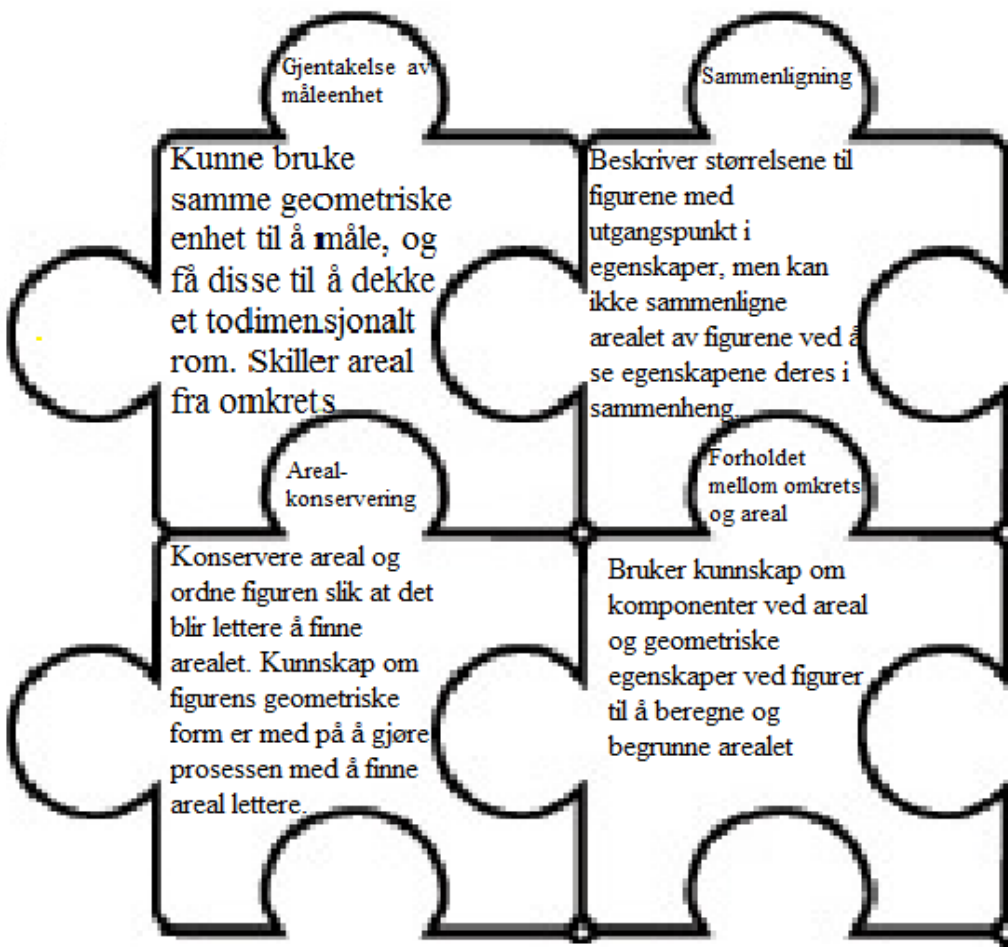 Gjentakelse av
måleenhet
Kunne bruke
samme geometriske
enhet til å måle, og
få disse til å dekke
et todimensjonalt
rom. Skiller areal
fra omkrets
Sammenligning
Beskriver størrelsene til
figurene med
utgangspunkt i
egenskaper, men kan
ikke sammenligne
arealet av figurene ved å
se egenskapene deres i
sammenheng.
Areal-
konservering
Konservere areal og
ordne figuren slik at det
blir lettere å finne
arealet. Kunnskap om
figurens geometriske
form er med på å gjøre
prosessen med å finne
areal lettere.
Forholdet
mellom omkrets
og areal
Bruker kunnskap om
komponenter ved areal
og geometriske
egenskaper ved figurer
til å beregne og
begrunne arealet